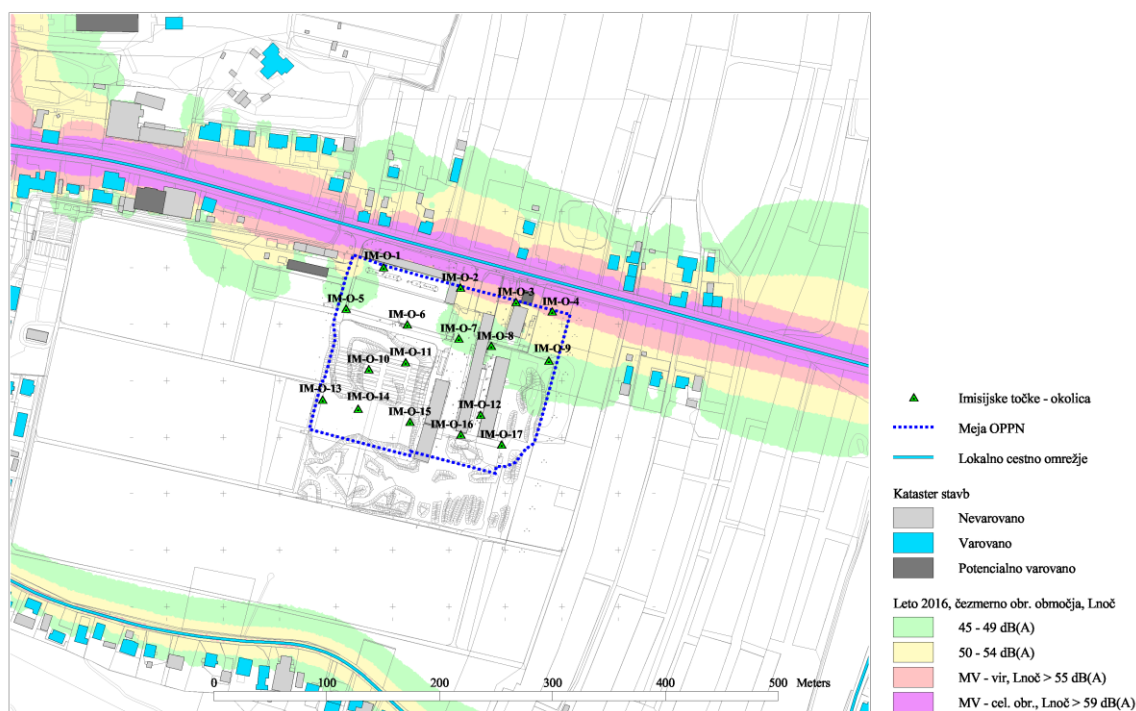 IM-O-1
IM-O-2
IM-O-3
IM-O-4
IM-O-5
IM-O-6
IM-O-7
IM-O-8
IM-O-9
IM-O-11
IM-O-10
IM-O-13
IM-O-14
IM-O-12
IM-O-15
IM-O-16
IM-O-17
0 100 200 300 400 500 Meters
Imisijske točke - okolica
Meja OPPN
Lokalno cestno omrežje
Kataster stavb
Nevarovano
Varovano
Potencialno varovano
Leto 2016, čezmerno obr. območja, Lnoč
45 - 49 dB(A)
50 - 54 dB(A)
MV - vir, Lnoč > 55 dB(A)
MV - cel. obr., Lnoč > 59 dB(A)